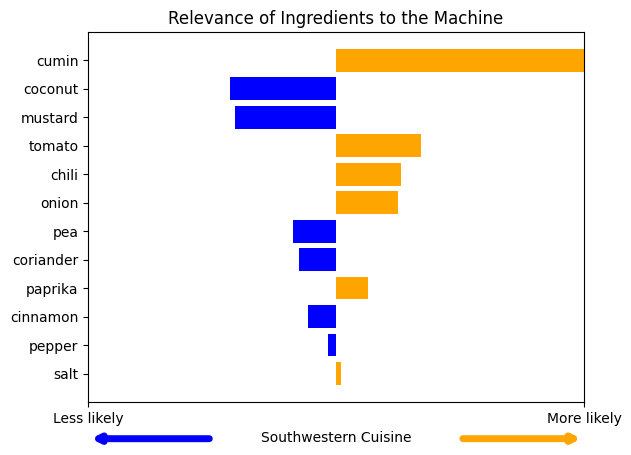 Relevance of Ingredients to the Machine
cumin
coconut
mustard
tomato
chili
onion
pea
coriander
paprika
cinnamon
pepper
salt
Less likely
More likely
Southwestern Cuisine